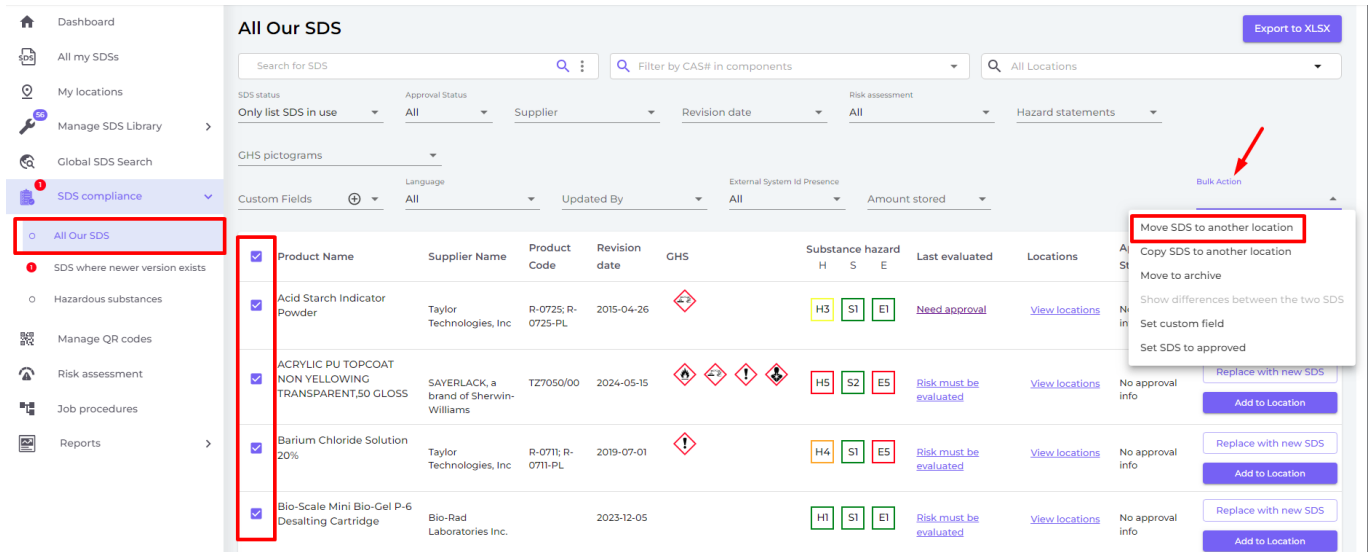 Dashboard
SDS
All my SDSs
My locations
56
Manage SDS Library
Global SDS Search
1
SDS compliance
All Our SDS
1
SDS where newer version exists
Hazardous substances
Manage QR codes
Risk assessment
Job procedures
Reports
All Our SDS
Export to XLSX
Search for SDS
Filter by CAS# in components
All Locations
SDS status
Only list SDS in use
Approval Status
All
Supplier
Revision date
Risk assessment
All
Hazard statements
GHS pictograms
Custom Fields
Language
All
Updated By
External System Id Presence
All
Amount stored
Bulk Action
Move SDS to another location
Copy SDS to another location
Move to archive
Show differences between the two SDS
Set custom field
Set SDS to approved
Product Name
Supplier Name
Product
Code
Revision
date
GHS
Substance hazard
H S E
Last evaluated
Locations
Acid Starch Indicator
Powder
Taylor
Technologies, Inc
R-0725; R-
0725-PL
2015-04-26
H3 S1 E1
Need approval
View locations
ACRYLIC PU TOPCOAT
NON YELLOWING
TRANSPARENT,50 GLOSS
SAYERLACK, a
brand of Sherwin-
Williams
TZ7050/00
2024-05-15
H5 S2 E5
Risk must be
evaluated
View locations
No approval
info
Replace with new SDS
Add to Location
Barium Chloride Solution
20%
Taylor
Technologies, Inc
R-0711; R-
0711-PL
2019-07-01
H4 S1 E5
Risk must be
evaluated
View locations
No approval
info
Replace with new SDS
Add to Location
Bio-Scale Mini Bio-Gel P-6
Desalting Cartridge
Bio-Rad
Laboratories Inc.
2023-12-05
H1 S1 E1
Risk must be
evaluated
View locations
No approval
info
Replace with new SDS
Add to Location